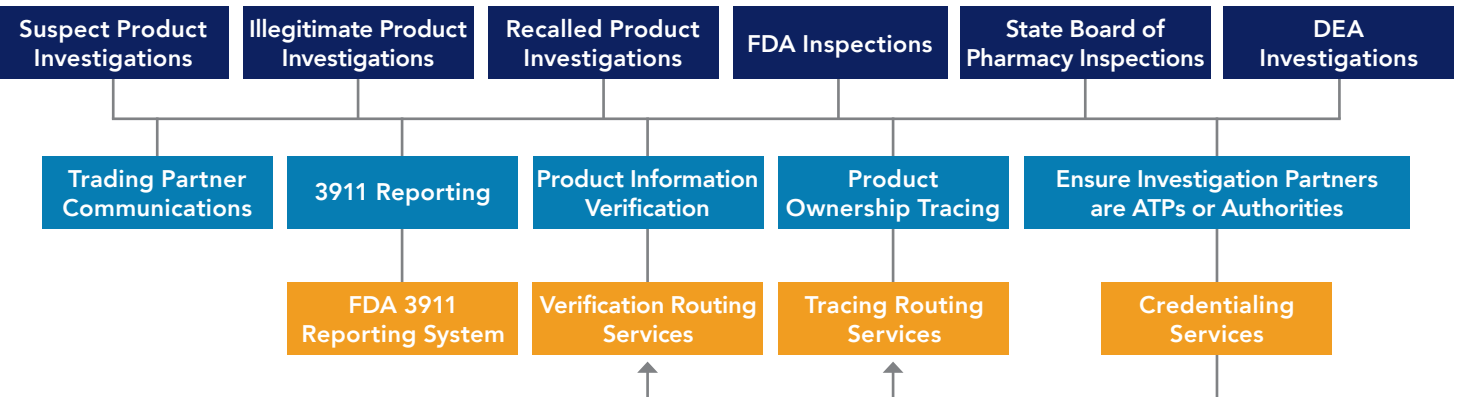 Suspect Product
Investigations
Illegitimate Product
Investigations
Recalled Product
Investigations
FDA Inspections
State Board of
Pharmacy Inspections
DEA
Investigations
Trading Partner
Communications
3911 Reporting
Product Information
Verification
Product
Ownership Tracing
Ensure Investigation Partners
are ATPs or Authorities
FDA 3911
Reporting System
Verification Routing
Services
Tracing Routing
Services
Credentialing
Services